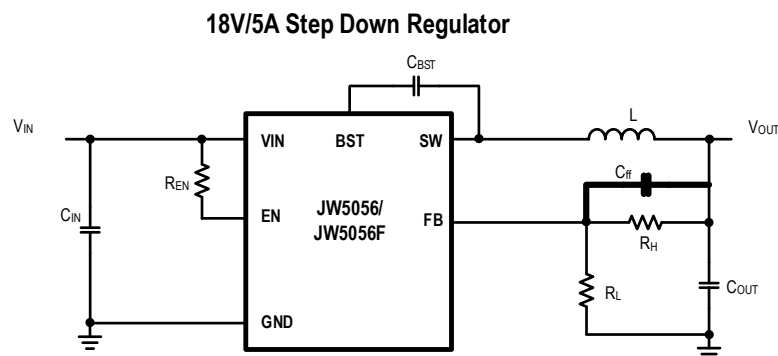 18V/5A Step Down Regulator
CBST
L
VIN
VIN
BST
SW
VOUT
REN
Cff
CIN
EN
JW5056/
JW5056F
FB
RH
RL
COUT
GND